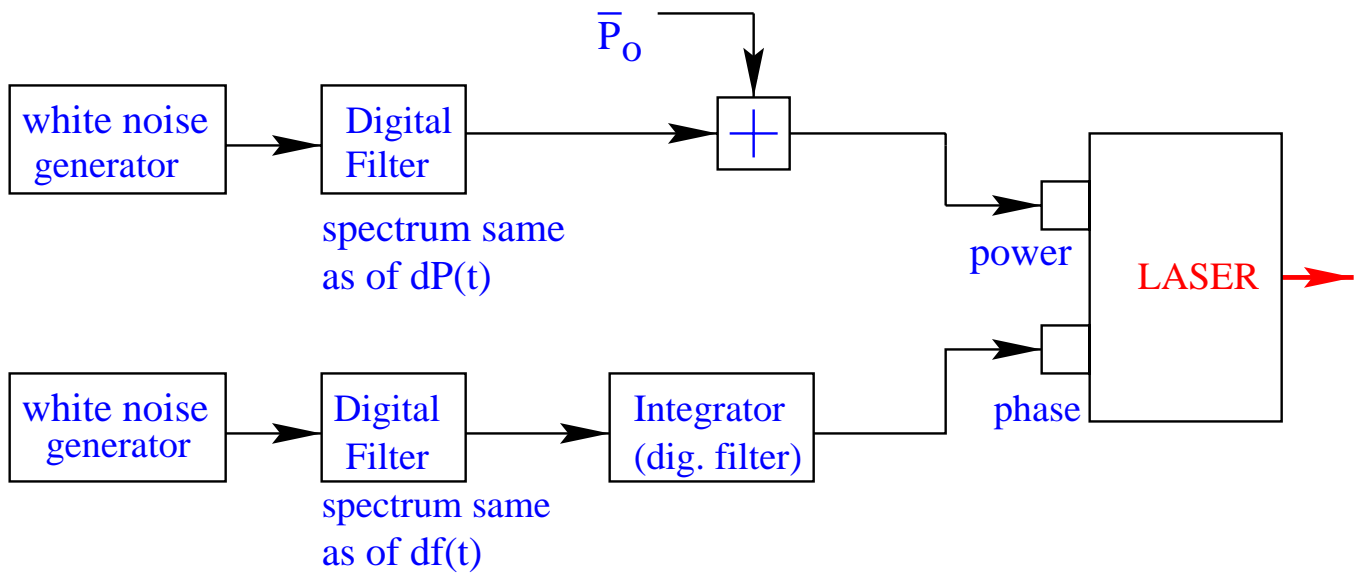 P̅o
white noise
generator
Digital
Filter
+
spectrum same
as of dP(t)
power
LASER
white noise
generator
Digital
Filter
Integrator
(dig. filter)
phase
spectrum same
as of df(t)